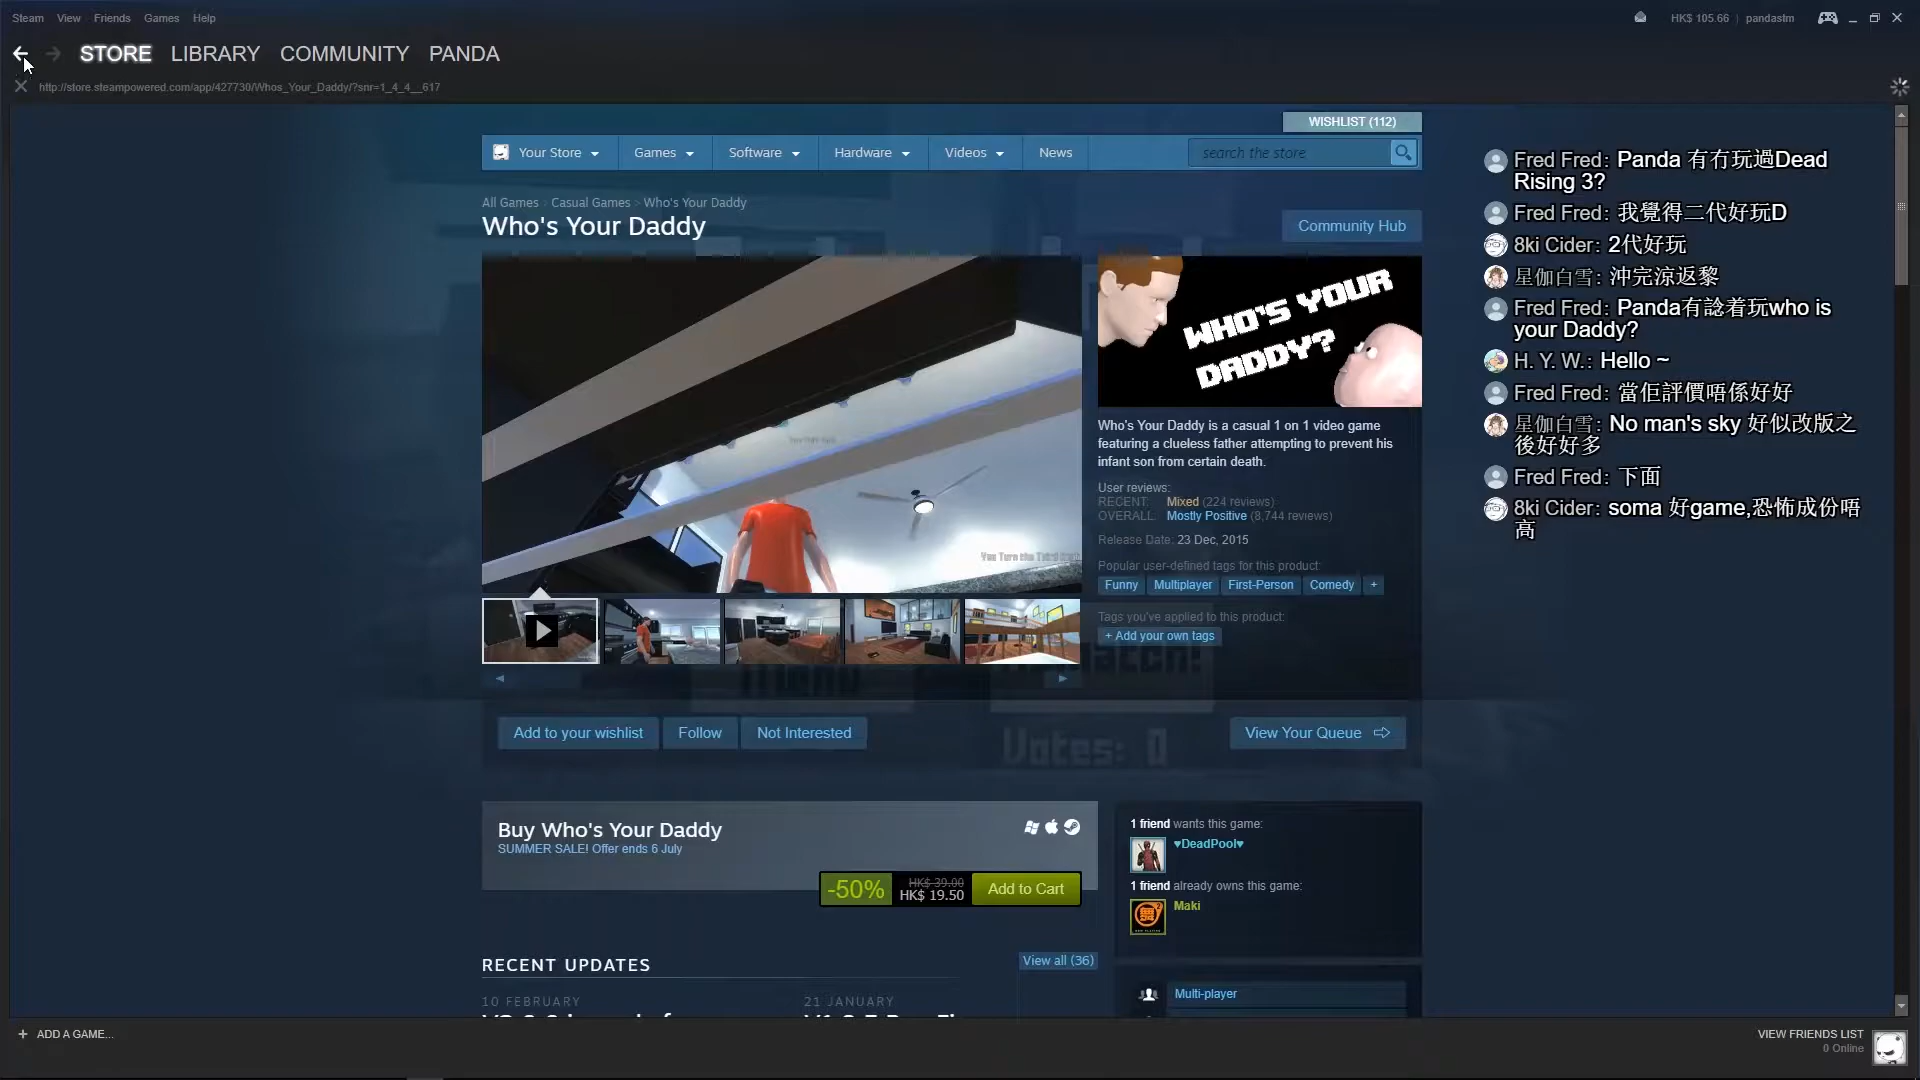 Steam View Friends Games Help
HK$ 105.66 | pandastm
STORE LIBRARY COMMUNITY PANDA
http://store.steampowered.com/app/427730/Whos_Your_Daddy/?snr=1_4_4__617
WISHLIST (112)
Your Store Games Software Hardware Videos News search the store
All Games > Casual Games > Who's Your Daddy
Who's Your Daddy
Community Hub
WHO'S YOUR
DADDY?
Who's Your Daddy is a casual 1 on 1 video game
featuring a clueless father attempting to prevent his
infant son from certain death.
User reviews:
RECENT: Mixed (224 reviews)
OVERALL: Mostly Positive (8,744 reviews)
Release Date: 23 Dec, 2015
Popular user-defined tags for this product:
Funny Multiplayer First-Person Comedy +
Tags you've applied to this product:
+ Add your own tags
Add to your wishlist Follow Not Interested
View Your Queue
Votes: 0
Buy Who's Your Daddy
SUMMER SALE! Offer ends 6 July
-50% HK$ 39.00
HK$ 19.50
Add to Cart
1 friend wants this game:
♥DeadPool♥
1 friend already owns this game:
Maki
RECENT UPDATES
View all (36)
10 FEBRUARY
21 JANUARY
Multi-player
Fred Fred: Panda 有冇玩過Dead
Rising 3?
Fred Fred: 我覺得二代好玩D
8ki Cider: 2代好玩
星伽白雪: 沖完涼返黎
Fred Fred: Panda有諗着玩who is
your Daddy?
H. Y. W.: Hello ~
Fred Fred: 當佢評價唔係好好
星伽白雪: No man's sky 好似改版之
後好好多
Fred Fred: 下面
8ki Cider: soma 好game,恐怖成份唔
高
+ ADD A GAME...
VIEW FRIENDS LIST
0 Online